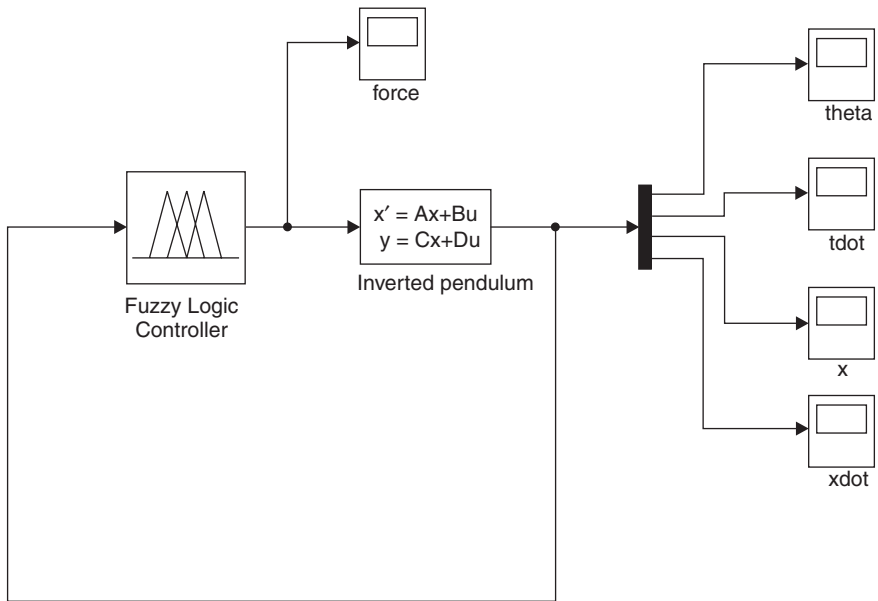 force
theta
x′ = Ax+Bu
y = Cx+Du
tdot
Inverted pendulum
Fuzzy Logic
Controller
x
xdot